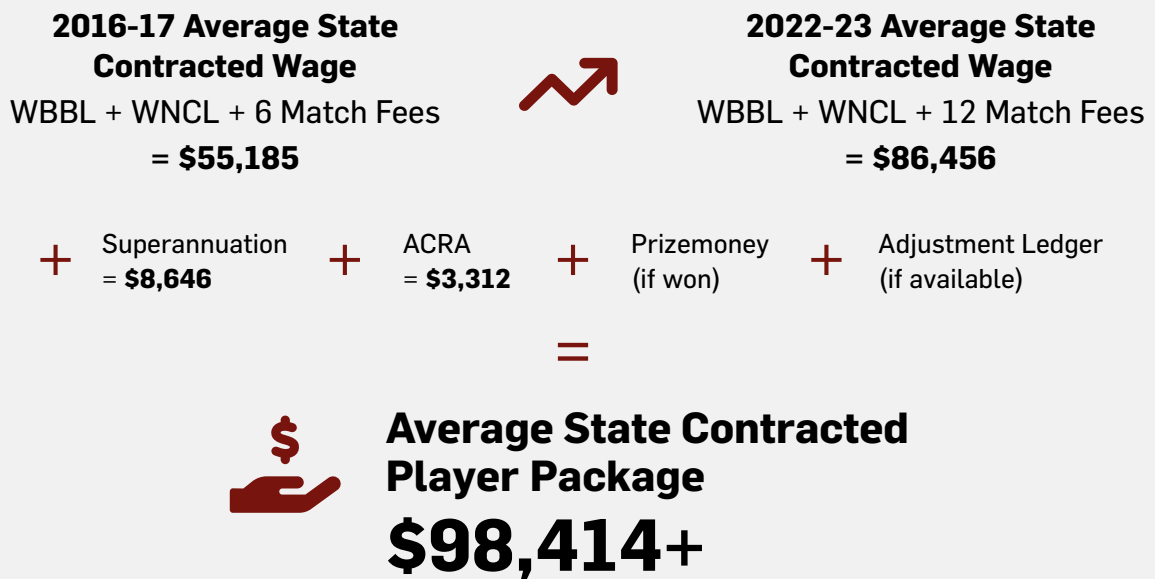 2016-17 Average State
Contracted Wage
WBBL + WNCL + 6 Match Fees
= $55,185
2022-23 Average State
Contracted Wage
WBBL + WNCL + 12 Match Fees
= $86,456
+ Superannuation
= $8,646
+ ACRA
= $3,312
+ Prizemoney
(if won)
+ Adjustment Ledger
(if available)
=
$
Average State Contracted
Player Package
$98,414+